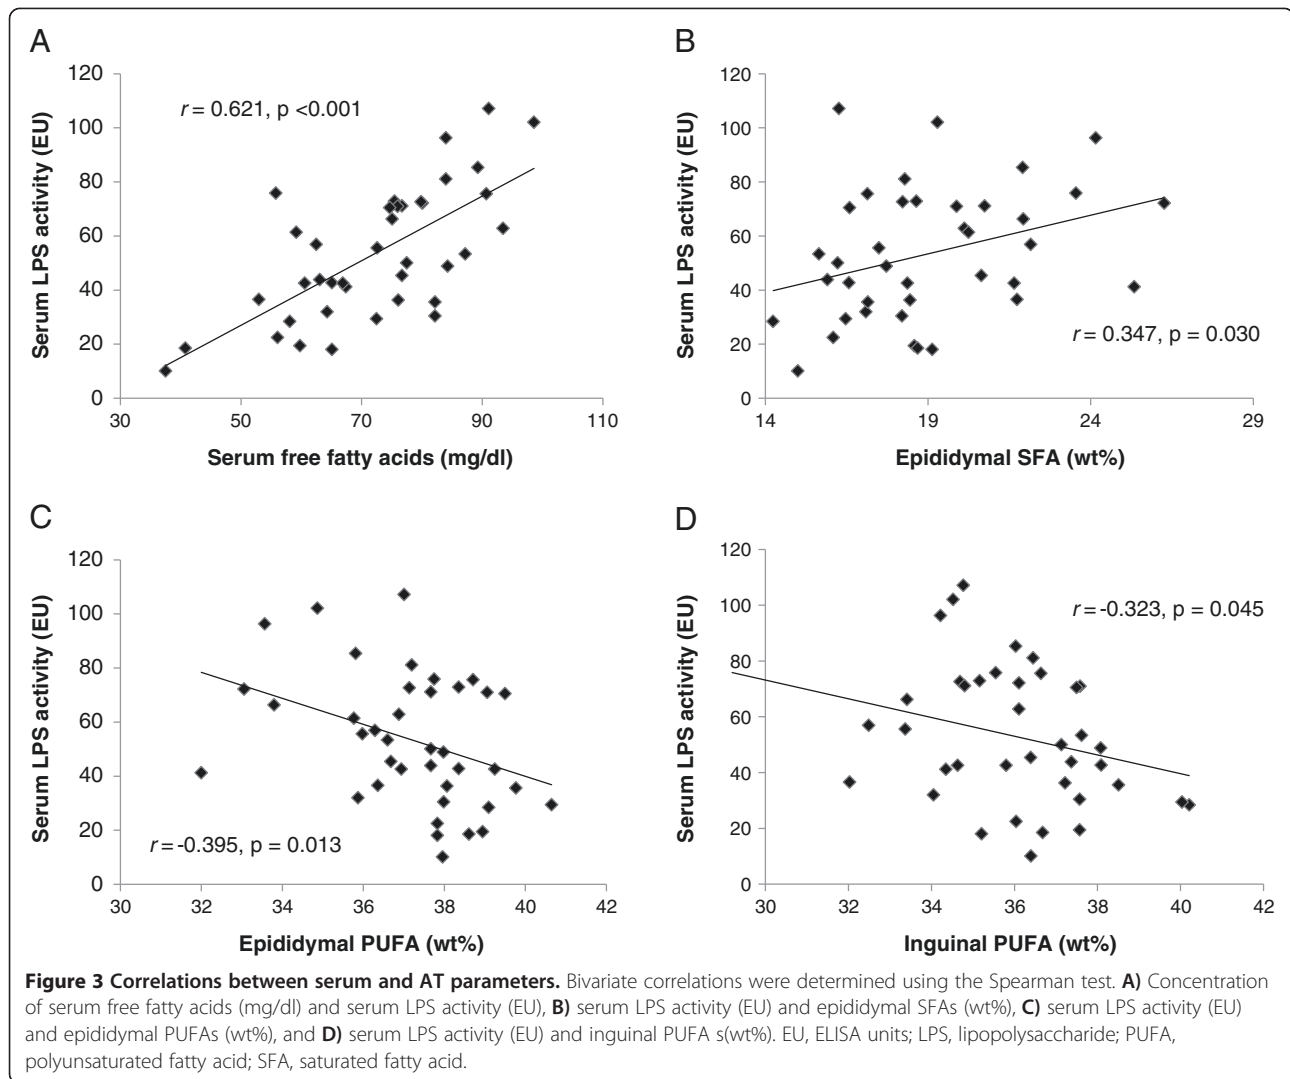 A
120
100
80
60
40
20
0
Serum LPS activity (EU)
r = 0.621, p <0.001
30 50 70 90 110
Serum free fatty acids (mg/dl)
B
120
100
80
60
40
20
0
Serum LPS activity (EU)
r = 0.347, p = 0.030
14 19 24 29
Epididymal SFA (wt%)
C
120
100
80
60
40
20
0
Serum LPS activity (EU)
r = -0.395, p = 0.013
30 32 34 36 38 40 42
Epididymal PUFA (wt%)
D
120
100
80
60
40
20
0
Serum LPS activity (EU)
r = -0.323, p = 0.045
30 32 34 36 38 40 42
Inguinal PUFA (wt%)
Figure 3 Correlations between serum and AT parameters. Bivariate correlations were determined using the Spearman test. A) Concentration
of serum free fatty acids (mg/dl) and serum LPS activity (EU), B) serum LPS activity (EU) and epididymal SFAs (wt%), C) serum LPS activity (EU)
and epididymal PUFAs (wt%), and D) serum LPS activity (EU) and inguinal PUFA s(wt%). EU, ELISA units; LPS, lipopolysaccharide; PUFA,
polyunsaturated fatty acid; SFA, saturated fatty acid.